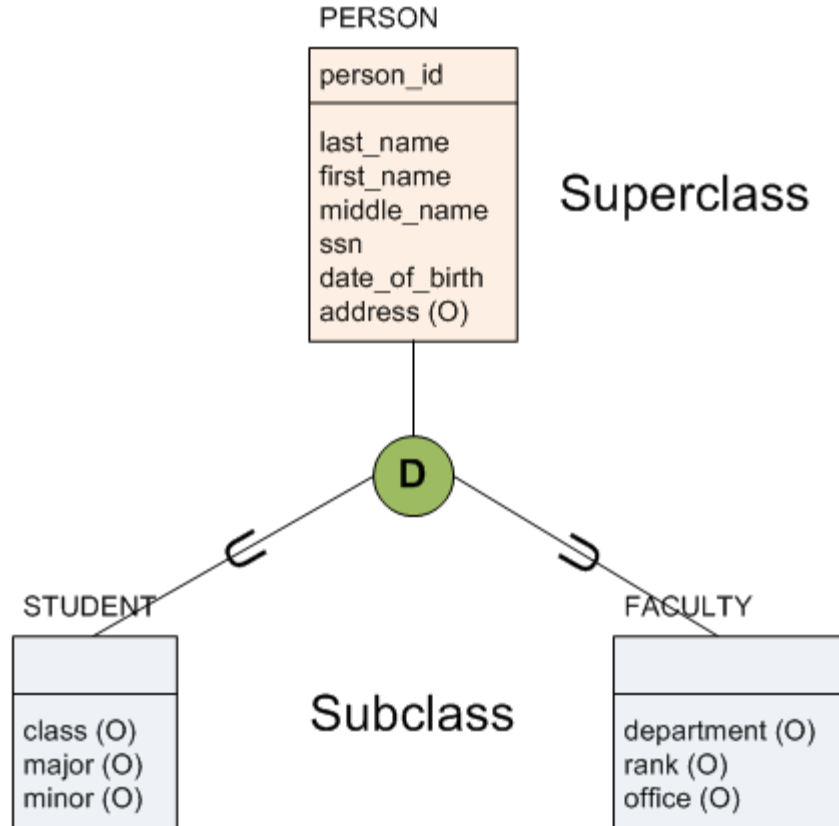 PERSON
person_id
last_name
first_name
middle_name
ssn
date_of_birth
address (O)
Superclass
D
STUDENT
class (O)
major (O)
minor (O)
Subclass
FACULTY
department (O)
rank (O)
office (O)